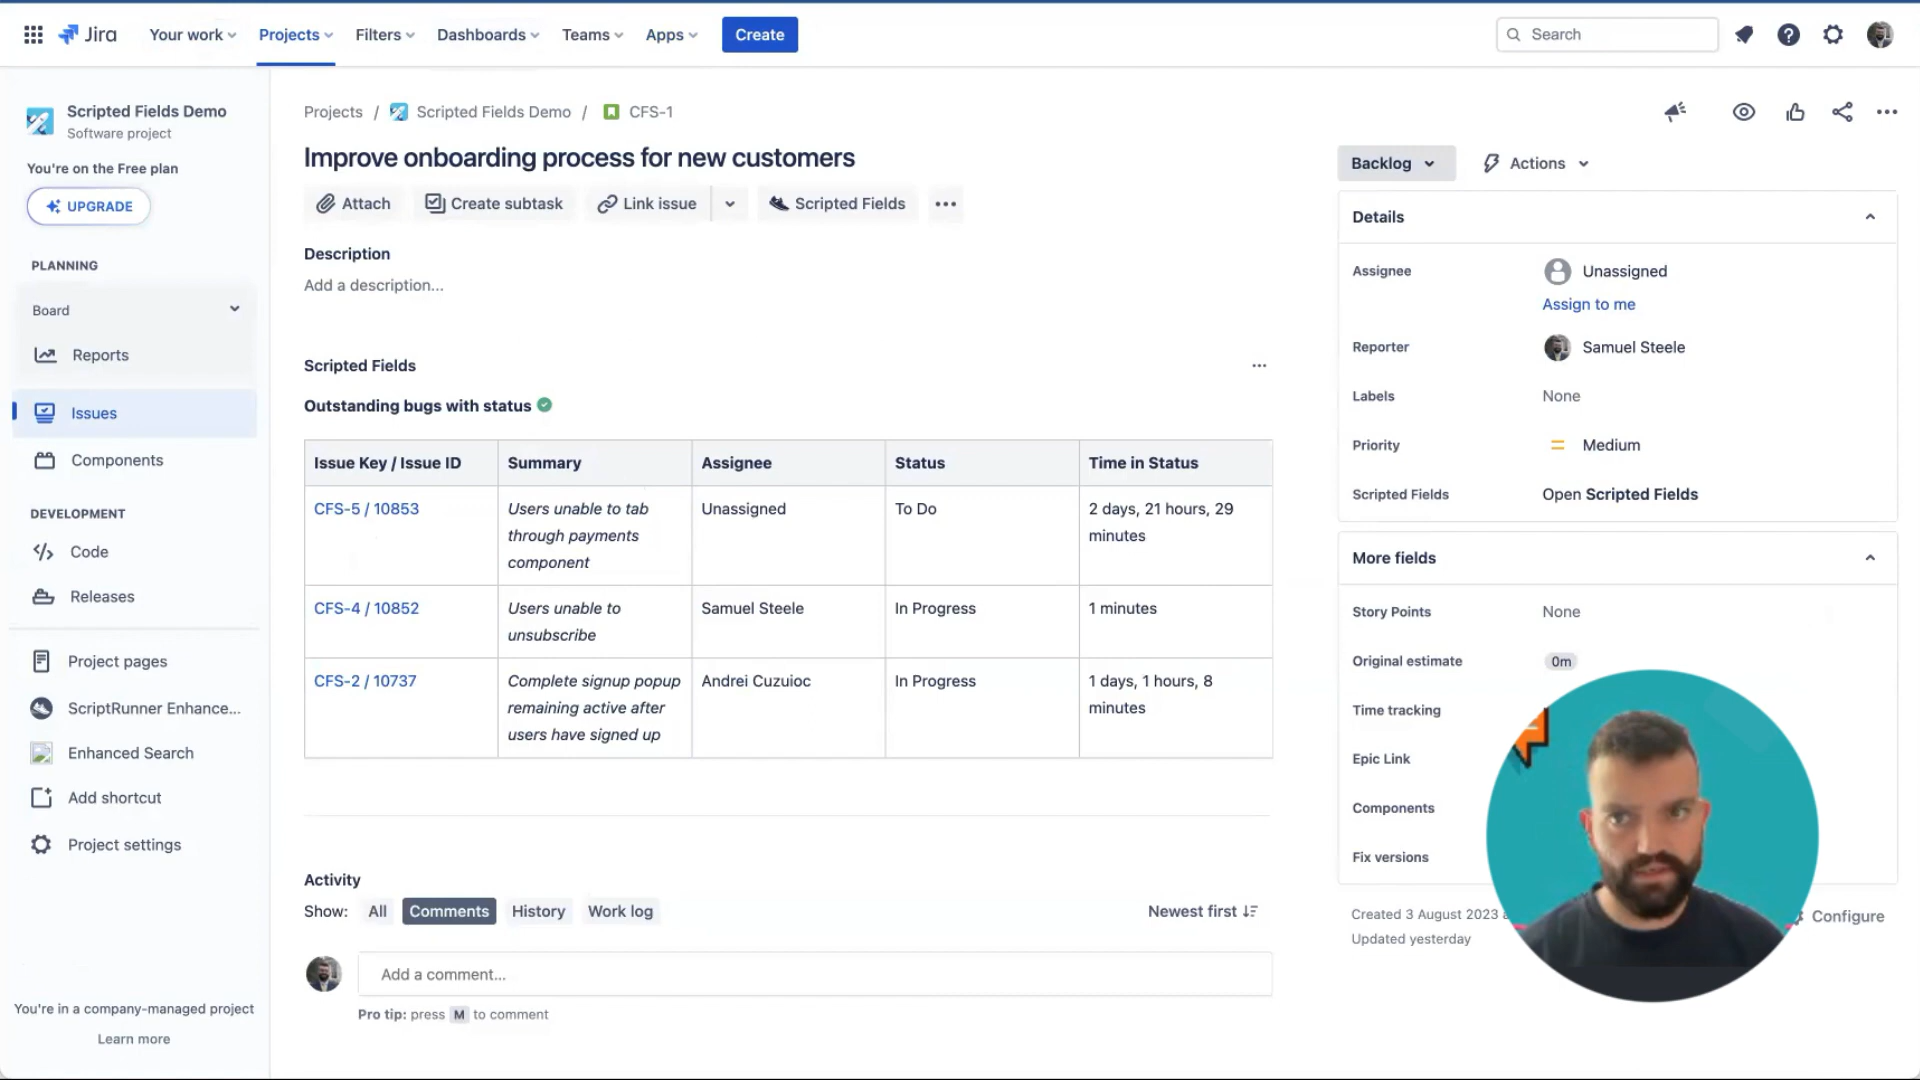 Jira
Your work
Projects
Filters
Dashboards
Teams
Apps
Create
Search
Scripted Fields Demo
Software project
You're on the Free plan
UPGRADE
PLANNING
Board
Reports
Issues
Components
DEVELOPMENT
Code
Releases
Project pages
ScriptRunner Enhance...
Enhanced Search
Add shortcut
Project settings
You're in a company-managed project
Learn more
Projects / Scripted Fields Demo / CFS-1
Improve onboarding process for new customers
Attach
Create subtask
Link issue
Scripted Fields
Description
Add a description...
Scripted Fields
Outstanding bugs with status
Issue Key / Issue ID
Summary
Assignee
Status
Time in Status
CFS-5 / 10853
Users unable to tab
through payments
component
Unassigned
To Do
2 days, 21 hours, 29
minutes
CFS-4 / 10852
Users unable to
unsubscribe
Samuel Steele
In Progress
1 minutes
CFS-2 / 10737
Complete signup popup
remaining active after
users have signed up
Andrei Cuzuioc
In Progress
1 days, 1 hours, 8
minutes
Activity
Show:
All
Comments
History
Work log
Newest first
Add a comment...
Pro tip: press M to comment
Backlog
Actions
Details
Assignee
Unassigned
Assign to me
Reporter
Samuel Steele
Labels
None
Priority
Medium
Scripted Fields
Open Scripted Fields
More fields
Story Points
None
Original estimate
0m
Time tracking
Epic Link
Components
Fix versions
Created 3 August 2023
Updated yesterday
Configure